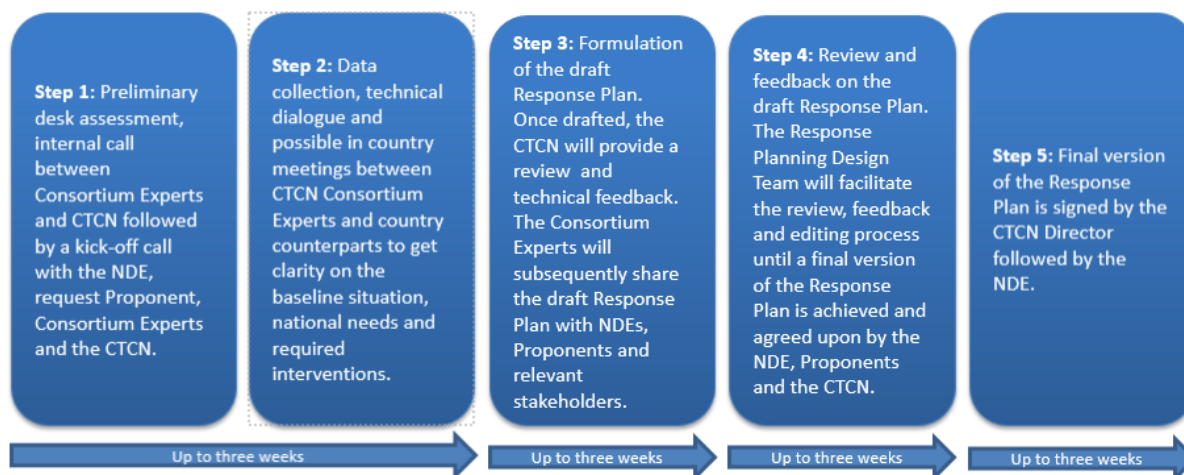 Step 1: Preliminary
desk assessment,
internal call
between
Consortium Experts
and CTCN followed
by a kick-off call
with the NDE,
request Proponent,
Consortium Experts
and the CTCN.
Step 2: Data
collection, technical
dialogue and
possible in country
meetings between
CTCN Consortium
Experts and country
counterparts to get
clarity on the
baseline situation,
national needs and
required
interventions.
Step 3: Formulation
of the draft
Response Plan.
Once drafted, the
CTCN will provide a
review and
technical feedback.
The Consortium
Experts will
subsequently share
the draft Response
Plan with NDEs,
Proponents and
relevant
stakeholders.
Step 4: Review and
feedback on the
draft Response Plan.
The Response
Planning Design
Team will facilitate
the review, feedback
and editing process
until a final version
of the Response
Plan is achieved and
agreed upon by the
NDE, Proponents
and the CTCN.
Step 5: Final version
of the Response
Plan is signed by the
CTCN Director
followed by the
NDE.
Up to three weeks
Up to three weeks
Up to three weeks
Up to three weeks